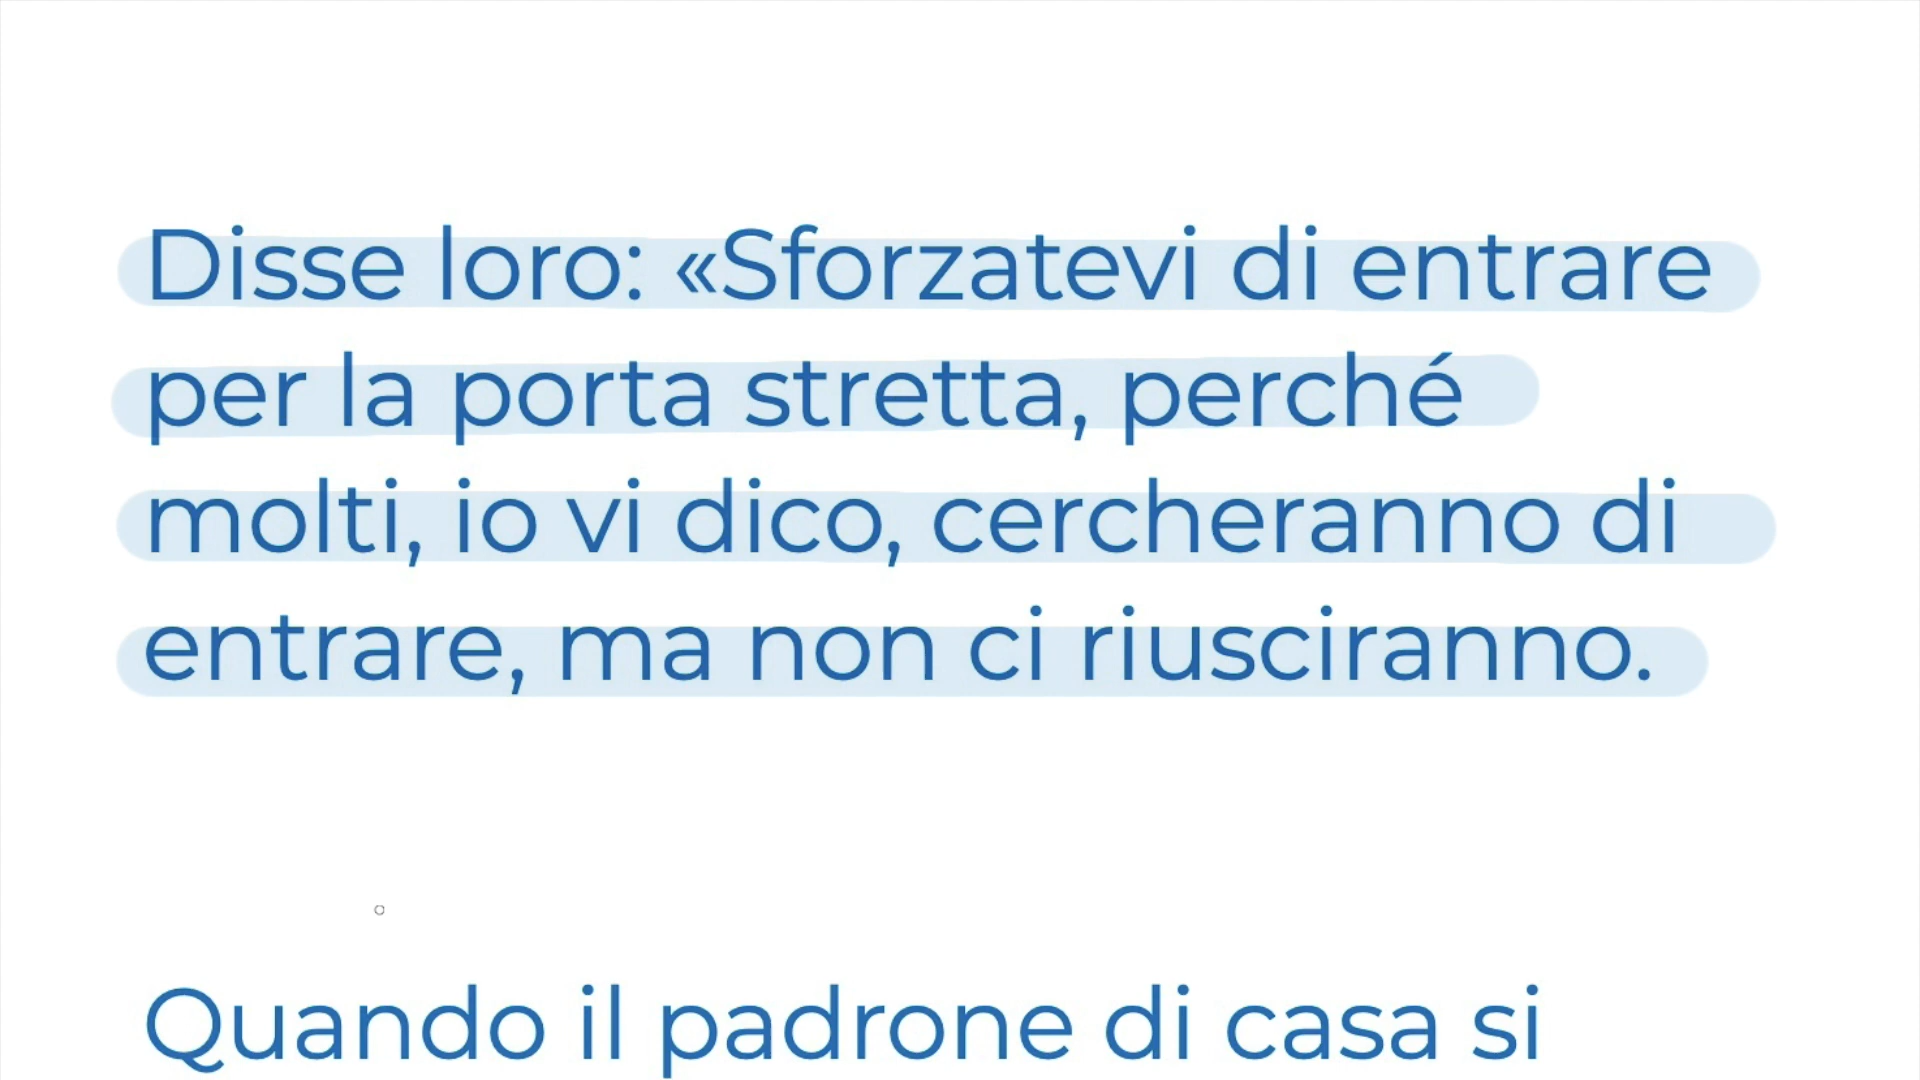 Disse loro: «Sforzatevi di entrare
per la porta stretta, perché
molti, io vi dico, cercheranno di
entrare, ma non ci riusciranno.
Quando il padrone di casa si